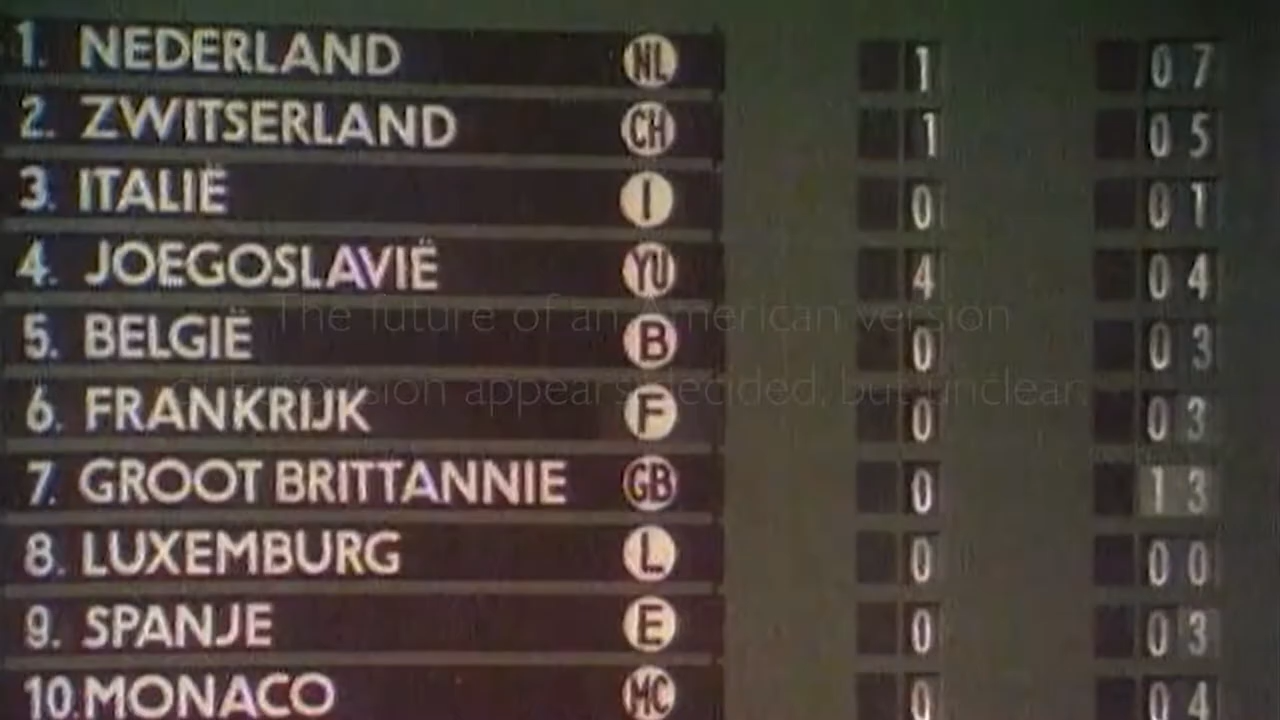 1. NEDERLAND NL 1 07
2. ZWITSERLAND CH 1 05
3. ITALIË I 0 01
4. JOEGOSLAVIË YU 4 04
The future of an American version
5. BELGIË B 0 03
of Eurovision appears decided, but unclear.
6. FRANKRIJK F 0 03
7. GROOT BRITTANNIE GB 0 13
8. LUXEMBURG L 0 00
9. SPANJE E 0 03
10. MONACO MC 0 04